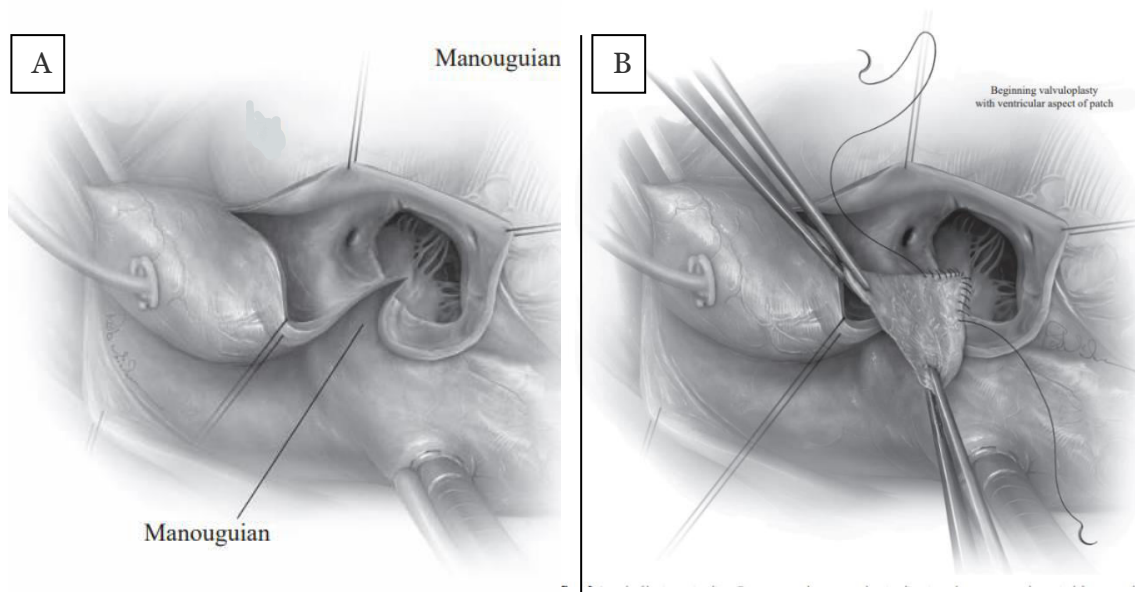 A
Manouguian
Manouguian
B
Beginning valvuloplasty
with ventricular aspect of patch